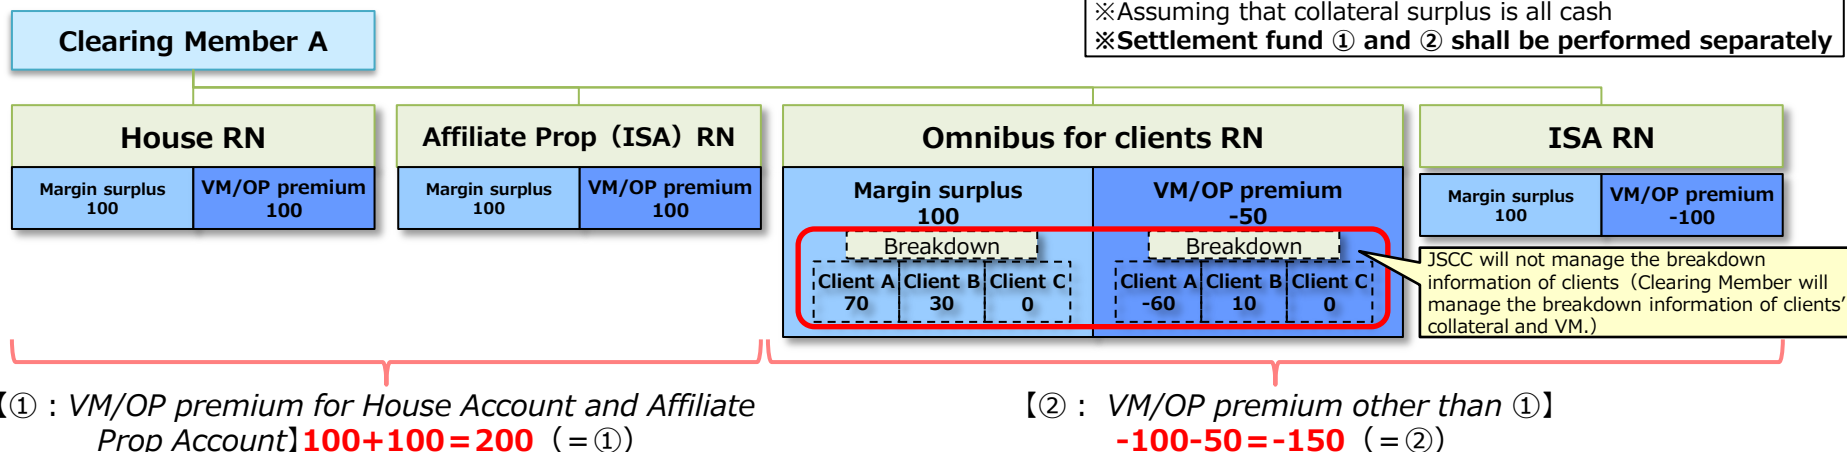 ※Assuming that collateral surplus is all cash
※Settlement fund ① and ② shall be performed separately
Clearing Member A
House RN
Margin surplus
100
VM/OP premium
100
Affiliate Prop（ISA）RN
Margin surplus
100
VM/OP premium
100
Omnibus for clients RN
Margin surplus
100
VM/OP premium
-50
Breakdown
Client A
70
Client B
30
Client C
0
Breakdown
Client A
-60
Client B
10
Client C
0
ISA RN
Margin surplus
100
VM/OP premium
-100
JSCC will not manage the breakdown
information of clients（Clearing Member will
manage the breakdown information of clients’
collateral and VM.）
【①：VM/OP premium for House Account and Affiliate
Prop Account】100+100=200（=①）
【②： VM/OP premium other than ①】
-100-50=-150（=②）